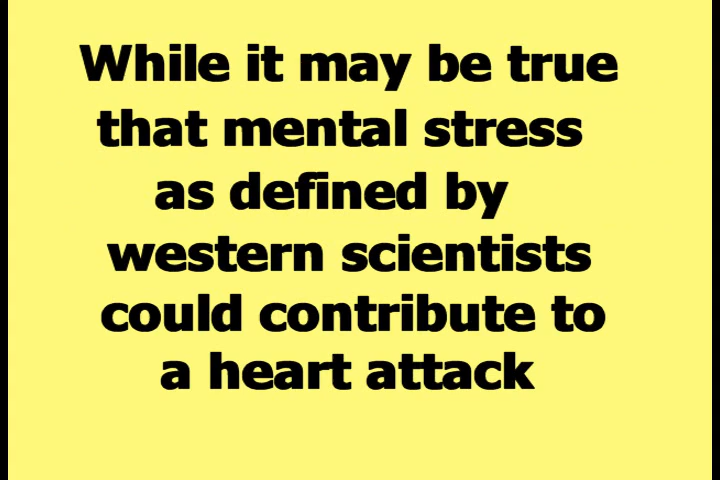 While it may be true
that mental stress
as defined by
western scientists
could contribute to
a heart attack